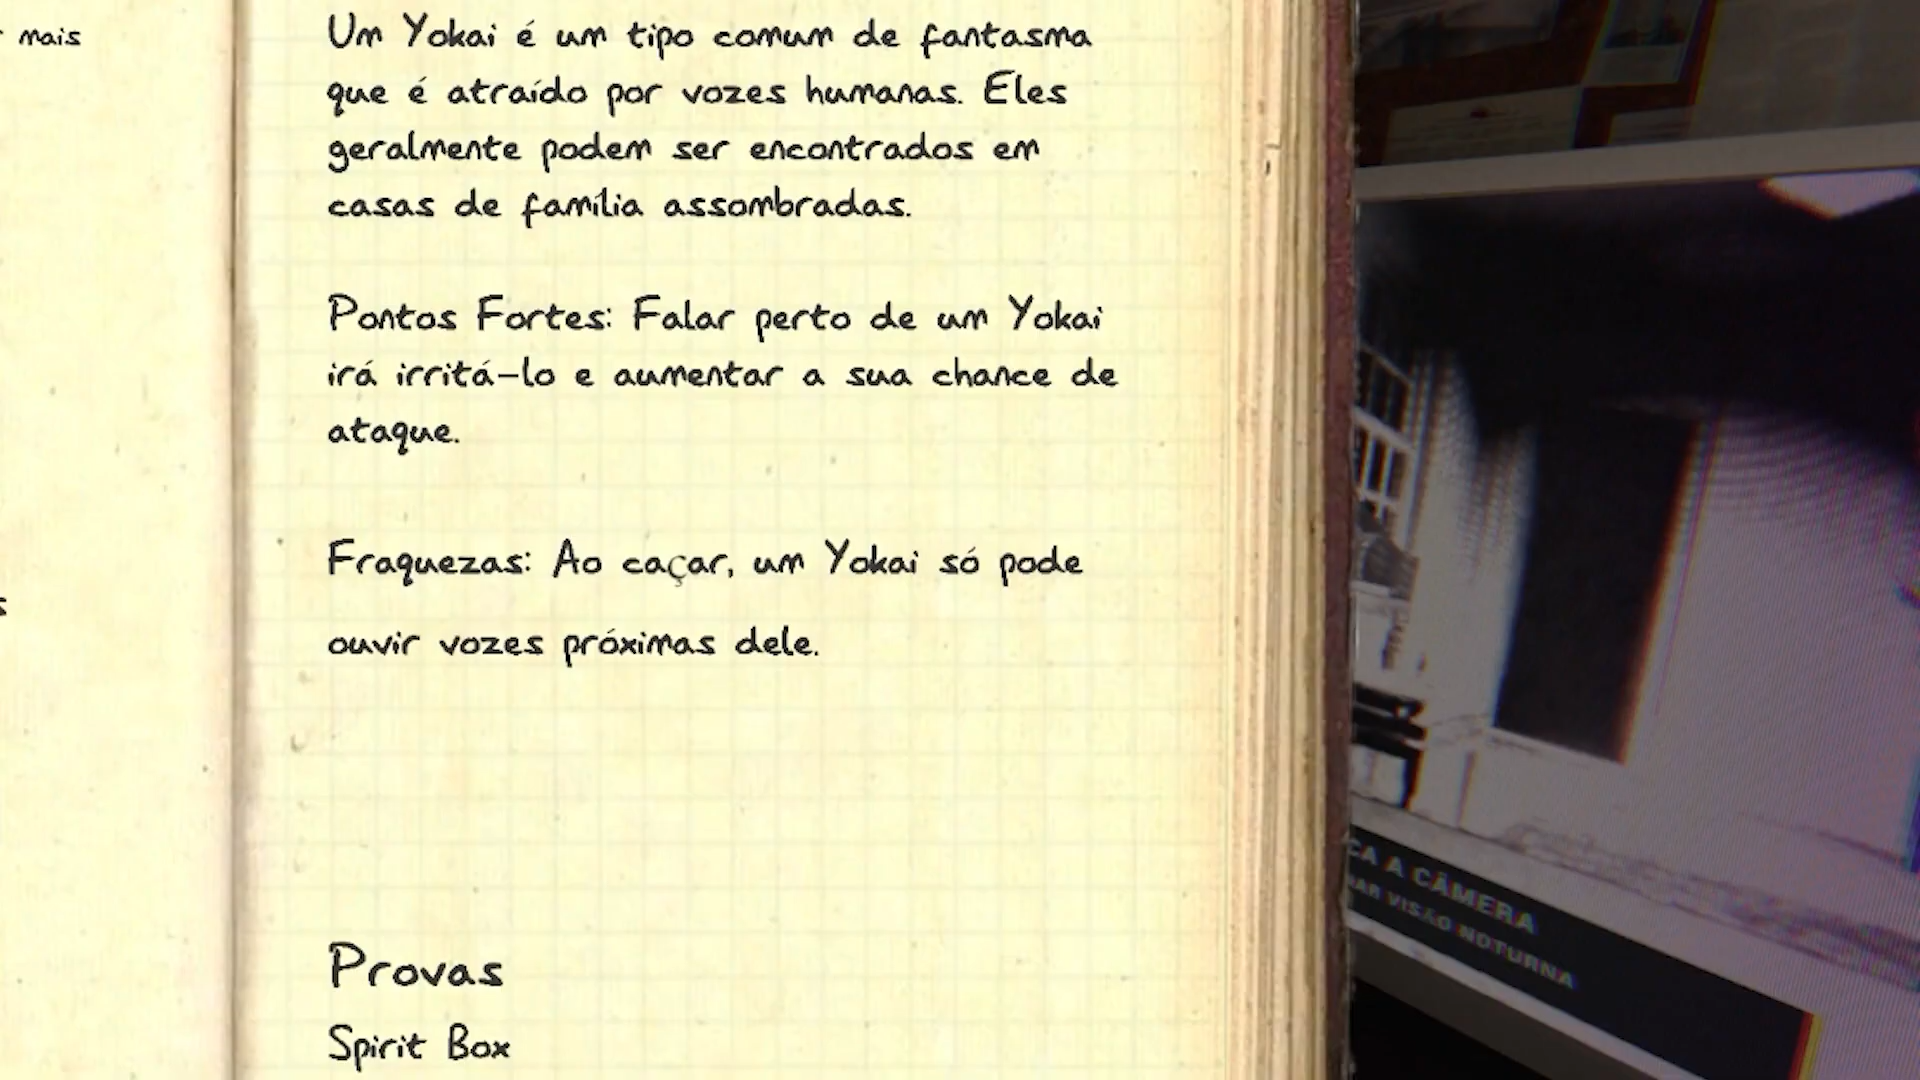 mais
Um Yokai é um tipo comum de fantasma
que é atraído por vozes humanas. Eles
geralmente podem ser encontrados em
casas de família assombradas.
Pontos Fortes: Falar perto de um Yokai
irá irritá-lo e aumentar a sua chance de
ataque.
Fraquezas: Ao caçar, um Yokai só pode
ouvir vozes próximas dele.
Provas
Spirit Box
A CÂMERA
VISÃO NOTURNA